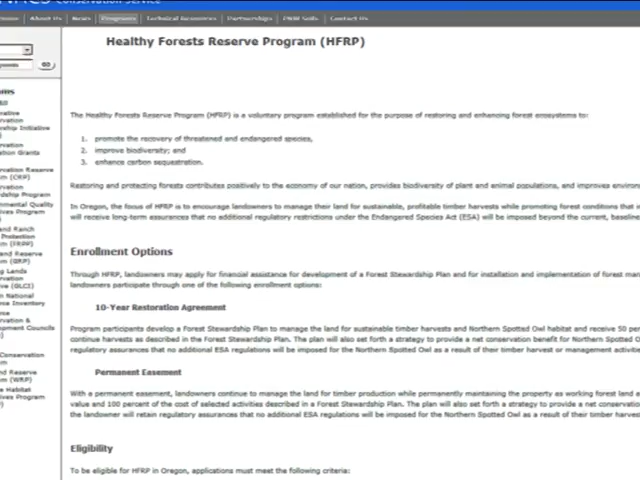 Conservation Service
About Us News Programs Technical Resources Partnerships PNW Soils Contact Us
Healthy Forests Reserve Program (HFRP)
The Healthy Forests Reserve Program (HFRP) is a voluntary program established for the purpose of restoring and enhancing forest ecosystems to:
1. promote the recovery of threatened and endangered species,
2. improve biodiversity; and
3. enhance carbon sequestration.
Restoring and protecting forests contributes positively to the economy of our nation, provides biodiversity of plant and animal populations, and improves environ
In Oregon, the focus of HFRP is to encourage landowners to manage their land for sustainable, profitable timber harvests while promoting forest conditions that
will receive long-term assurances that no additional regulatory restrictions under the Endangered Species Act (ESA) will be imposed beyond the current, baseline
Enrollment Options
Through HFRP, landowners may apply for financial assistance for development of a Forest Stewardship Plan and for installation and implementation of forest man
landowners participate through one of the following enrollment options:
10-Year Restoration Agreement
Program participants develop a Forest Stewardship Plan to manage the land for sustainable timber harvests and Northern Spotted Owl habitat and receive 50 per
continue harvests as described in the Forest Stewardship Plan. The plan will also set forth a strategy to provide a net conservation benefit for Northern Spotted O
regulatory assurances that no additional ESA regulations will be imposed for the Northern Spotted Owl as a result of their timber harvest or management activitie
Permanent Easement
With a permanent easement, landowners continue to manage the land for timber production while permanently maintaining the property as working forest land
value and 100 percent of the cost of selected activities described in a Forest Stewardship Plan. The plan will also set forth a strategy to provide a net conservatio
the landowner will retain regulatory assurances that no additional ESA regulations will be imposed for the Northern Spotted Owl as a result of their timber harves
Eligibility
To be eligible for HFRP in Oregon, applications must meet the following criteria: